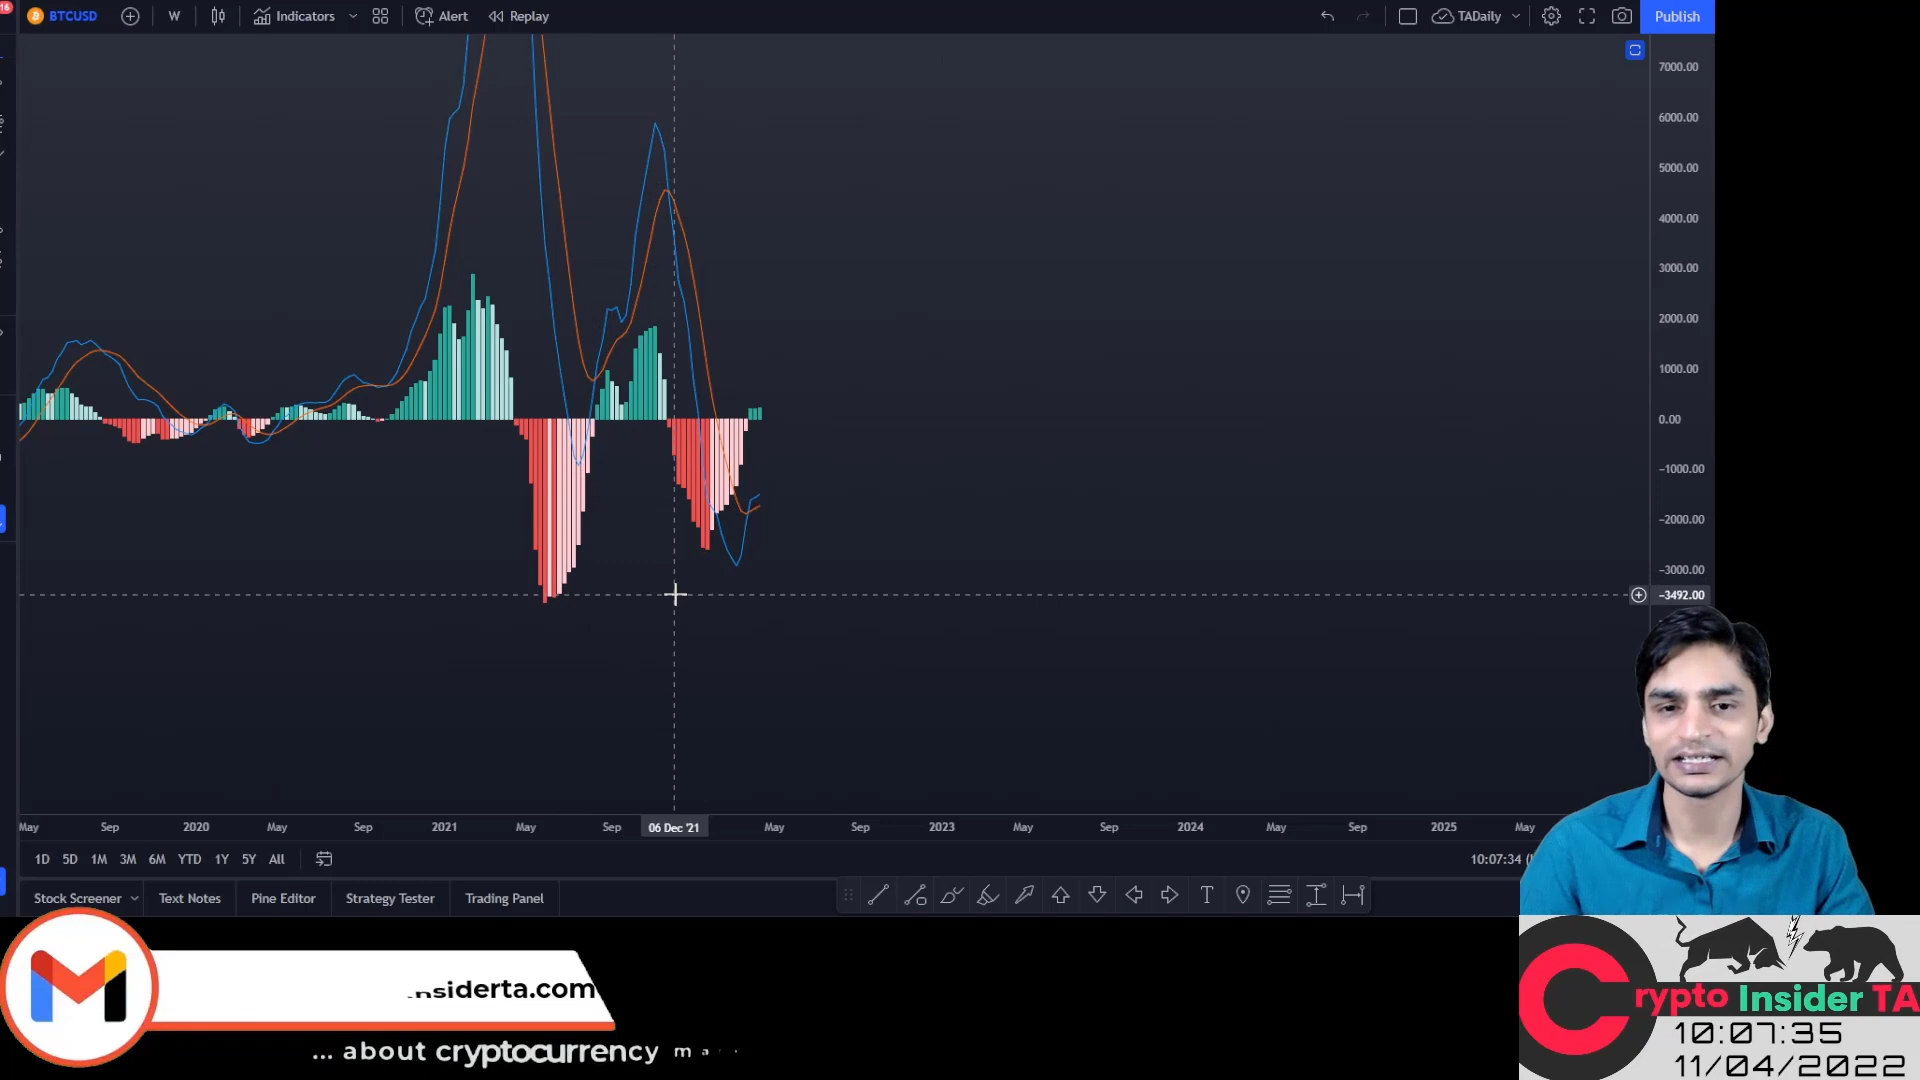 16
BTCUSD W Indicators Alert Replay TADaily Publish
7000.00
6000.00
5000.00
4000.00
3000.00
2000.00
1000.00
0.00
−1000.00
−2000.00
−3000.00
−3492.00
May Sep 2020 May Sep 2021 May Sep 06 Dec '21 May Sep 2023 May Sep 2024 May Sep 2025 May
1D 5D 1M 3M 6M YTD 1Y 5Y All 10:07:34
Stock Screener Text Notes Pine Editor Strategy Tester Trading Panel
T
nsiderta.com
... about cryptocurrency ma
Crypto Insider TA
10:07:35
11/04/2022